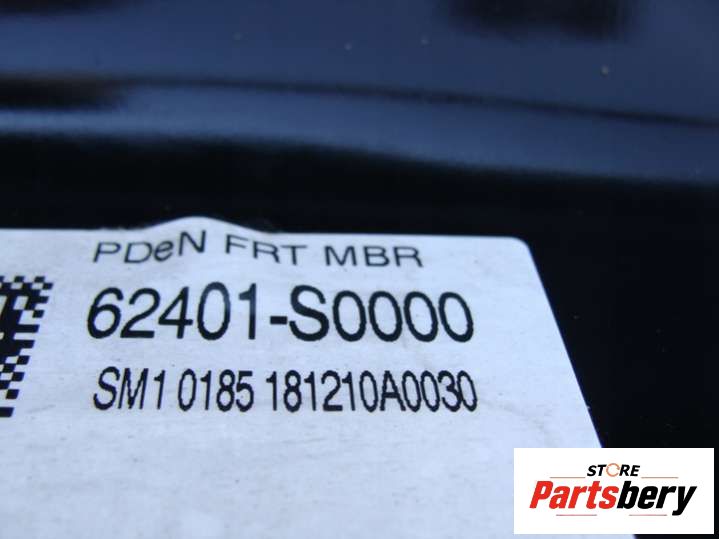 PDeN FRT MBR
62401-S0000
SM1 0185 181210A0030
STORE
Partsbery